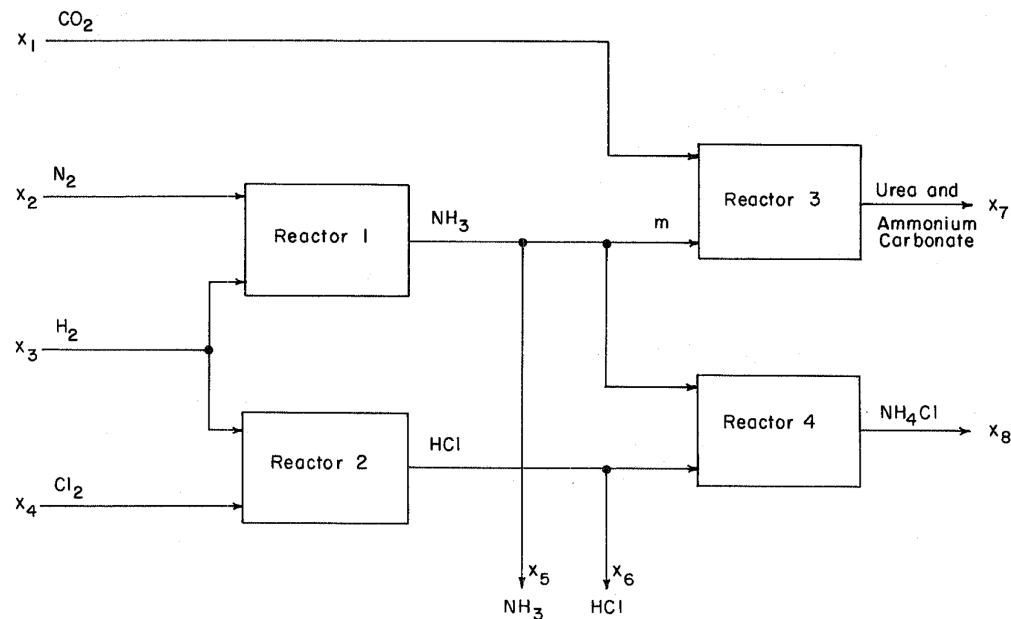 CO2
X1
N2
X2
Reactor 1
NH3
m
Reactor 3
Urea and
Ammonium
Carbonate
X7
H2
X3
Reactor 2
HCl
Reactor 4
NH4Cl
X8
Cl2
X4
X5
X6
NH3
HCl